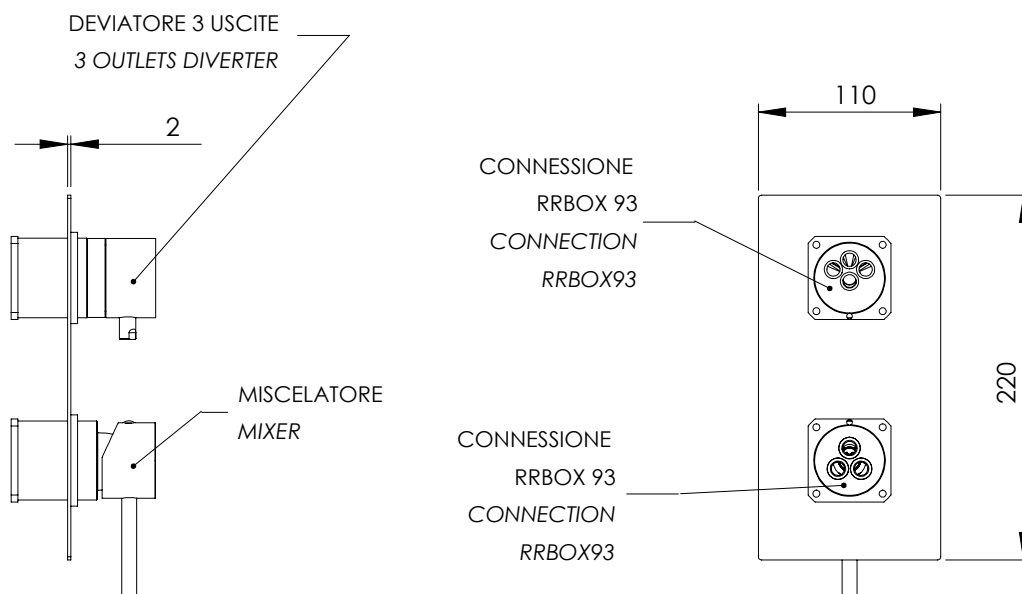 DEVIATORE 3 USCITE
3 OUTLETS DIVERTER
2
MISCELATORE
MIXER
110
CONNESSIONE
RRBOX 93
CONNECTION
RRBOX93
220
CONNESSIONE
RRBOX 93
CONNECTION
RRBOX93